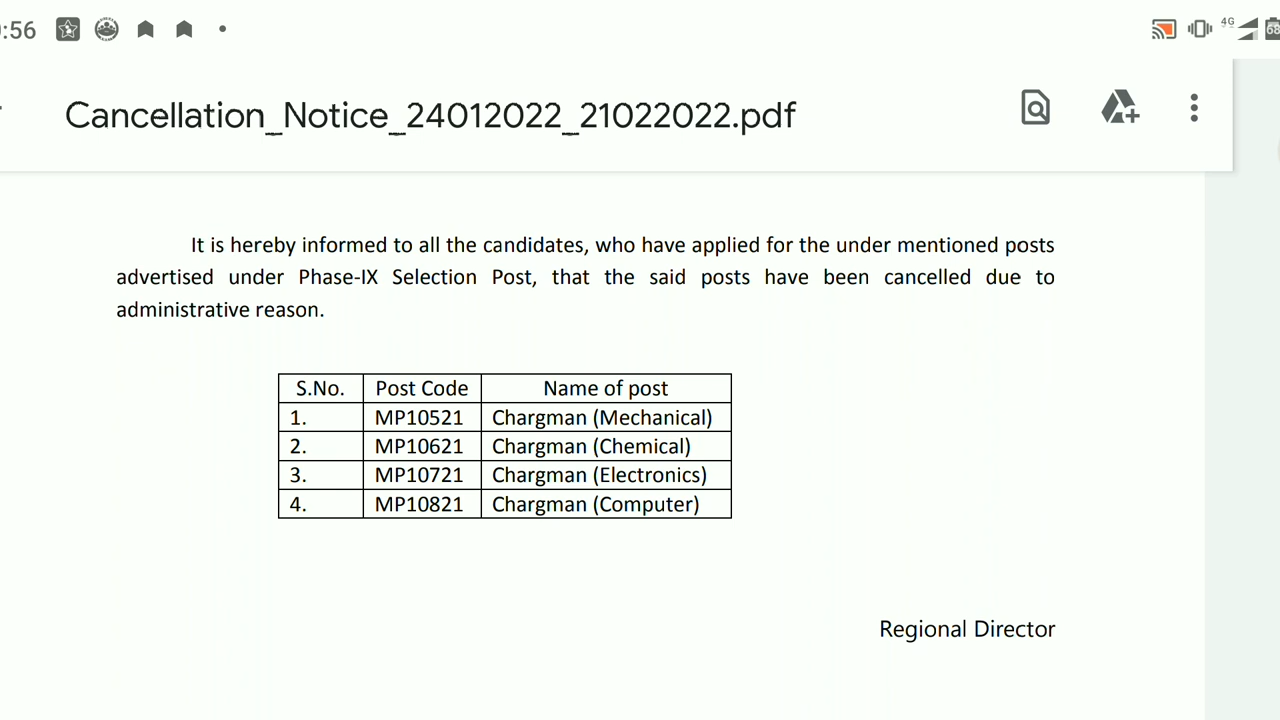 :56
4G
68
Cancellation_Notice_24012022_21022022.pdf
It is hereby informed to all the candidates, who have applied for the under mentioned posts
advertised under Phase-IX Selection Post, that the said posts have been cancelled due to
administrative reason.
S.No. Post Code Name of post
1. MP10521 Chargman (Mechanical)
2. MP10621 Chargman (Chemical)
3. MP10721 Chargman (Electronics)
4. MP10821 Chargman (Computer)
Regional Director